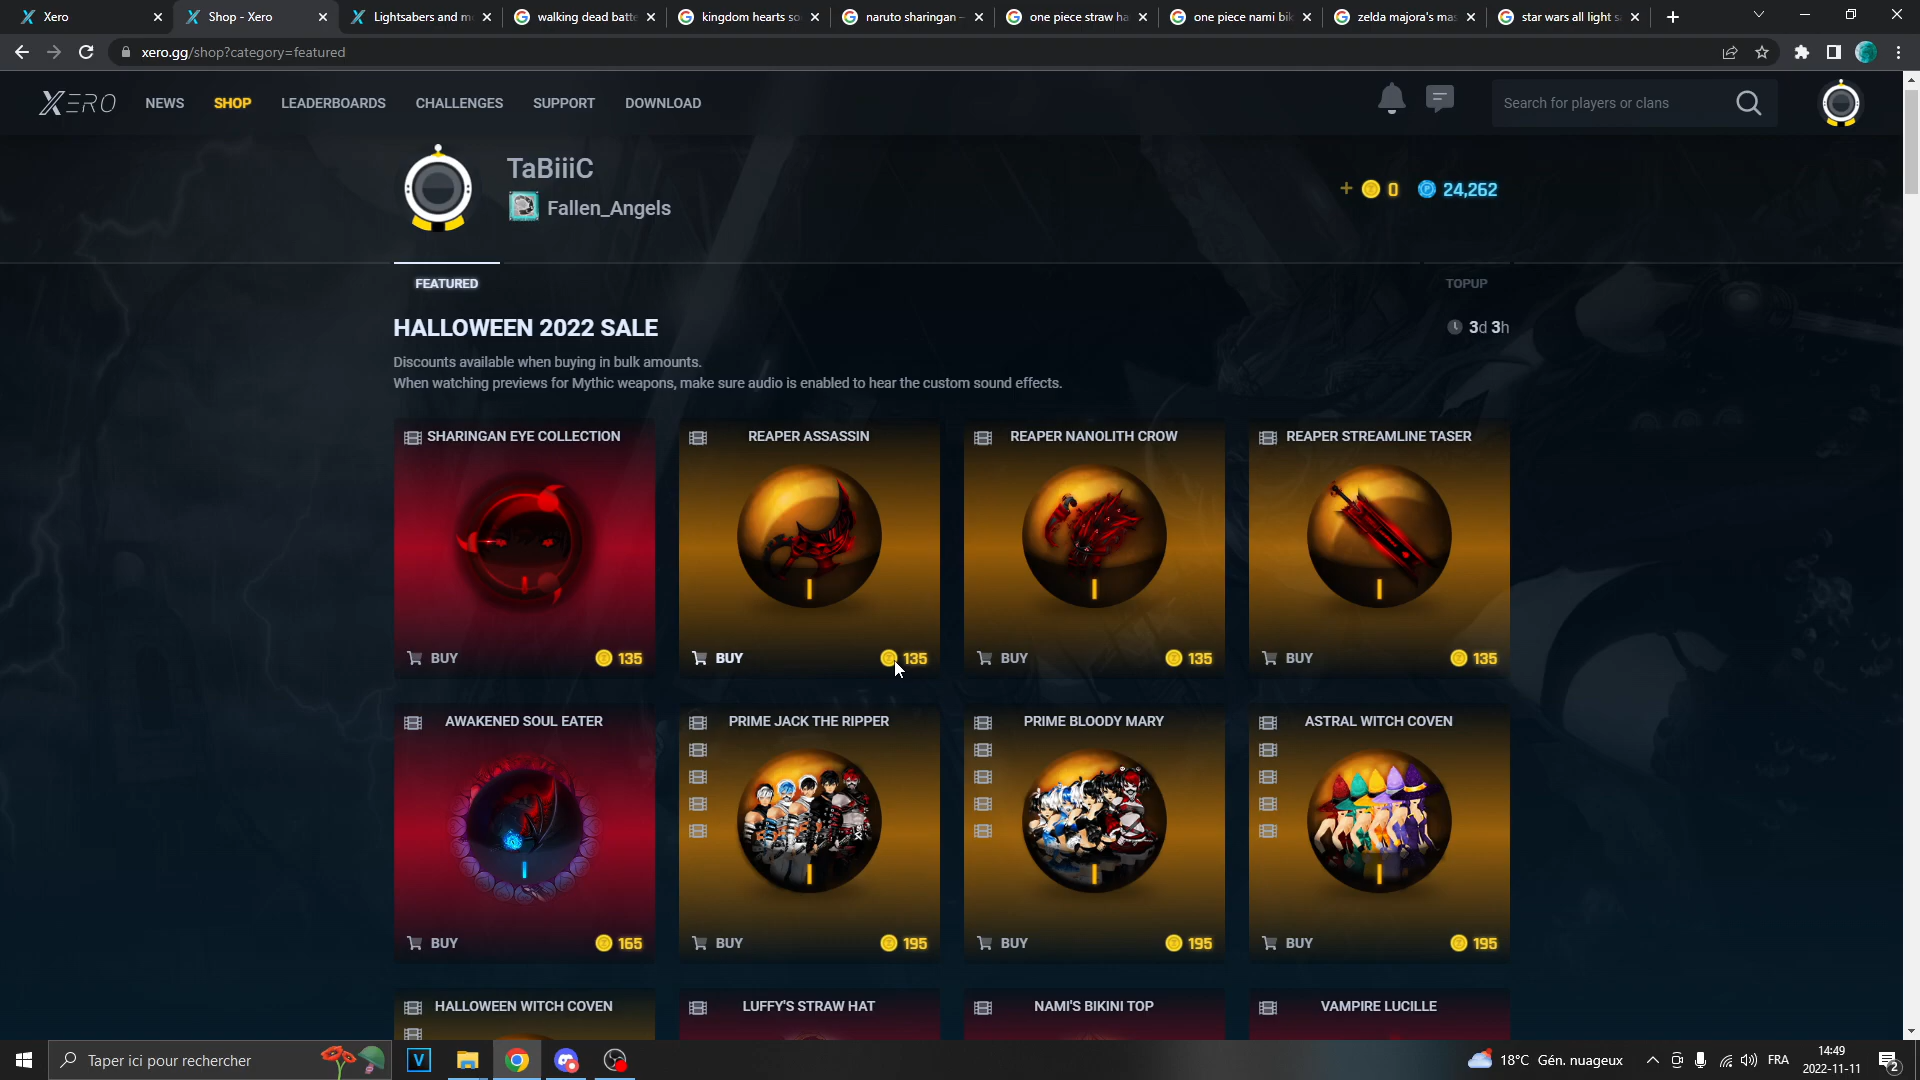 Xero
Shop - Xero
Lightsabers and m
walking dead batt
kingdom hearts so
naruto sharingan -
one piece straw ha
one piece nami bik
zelda majora's mas
star wars all light s
xero.gg/shop?category=featured
XERO
NEWS
SHOP
LEADERBOARDS
CHALLENGES
SUPPORT
DOWNLOAD
Search for players or clans
TaBiiiC
Fallen_Angels
+ 0 24,262
FEATURED
TOPUP
HALLOWEEN 2022 SALE
3d 3h
Discounts available when buying in bulk amounts.
When watching previews for Mythic weapons, make sure audio is enabled to hear the custom sound effects.
SHARINGAN EYE COLLECTION
REAPER ASSASSIN
REAPER NANOLITH CROW
REAPER STREAMLINE TASER
BUY 135
BUY 135
BUY 135
BUY 135
AWAKENED SOUL EATER
PRIME JACK THE RIPPER
PRIME BLOODY MARY
ASTRAL WITCH COVEN
BUY 165
BUY 195
BUY 195
BUY 195
HALLOWEEN WITCH COVEN
LUFFY'S STRAW HAT
NAMI'S BIKINI TOP
VAMPIRE LUCILLE
Taper ici pour rechercher
V
18°C Gén. nuageux
FRA
14:49
2022-11-11
2